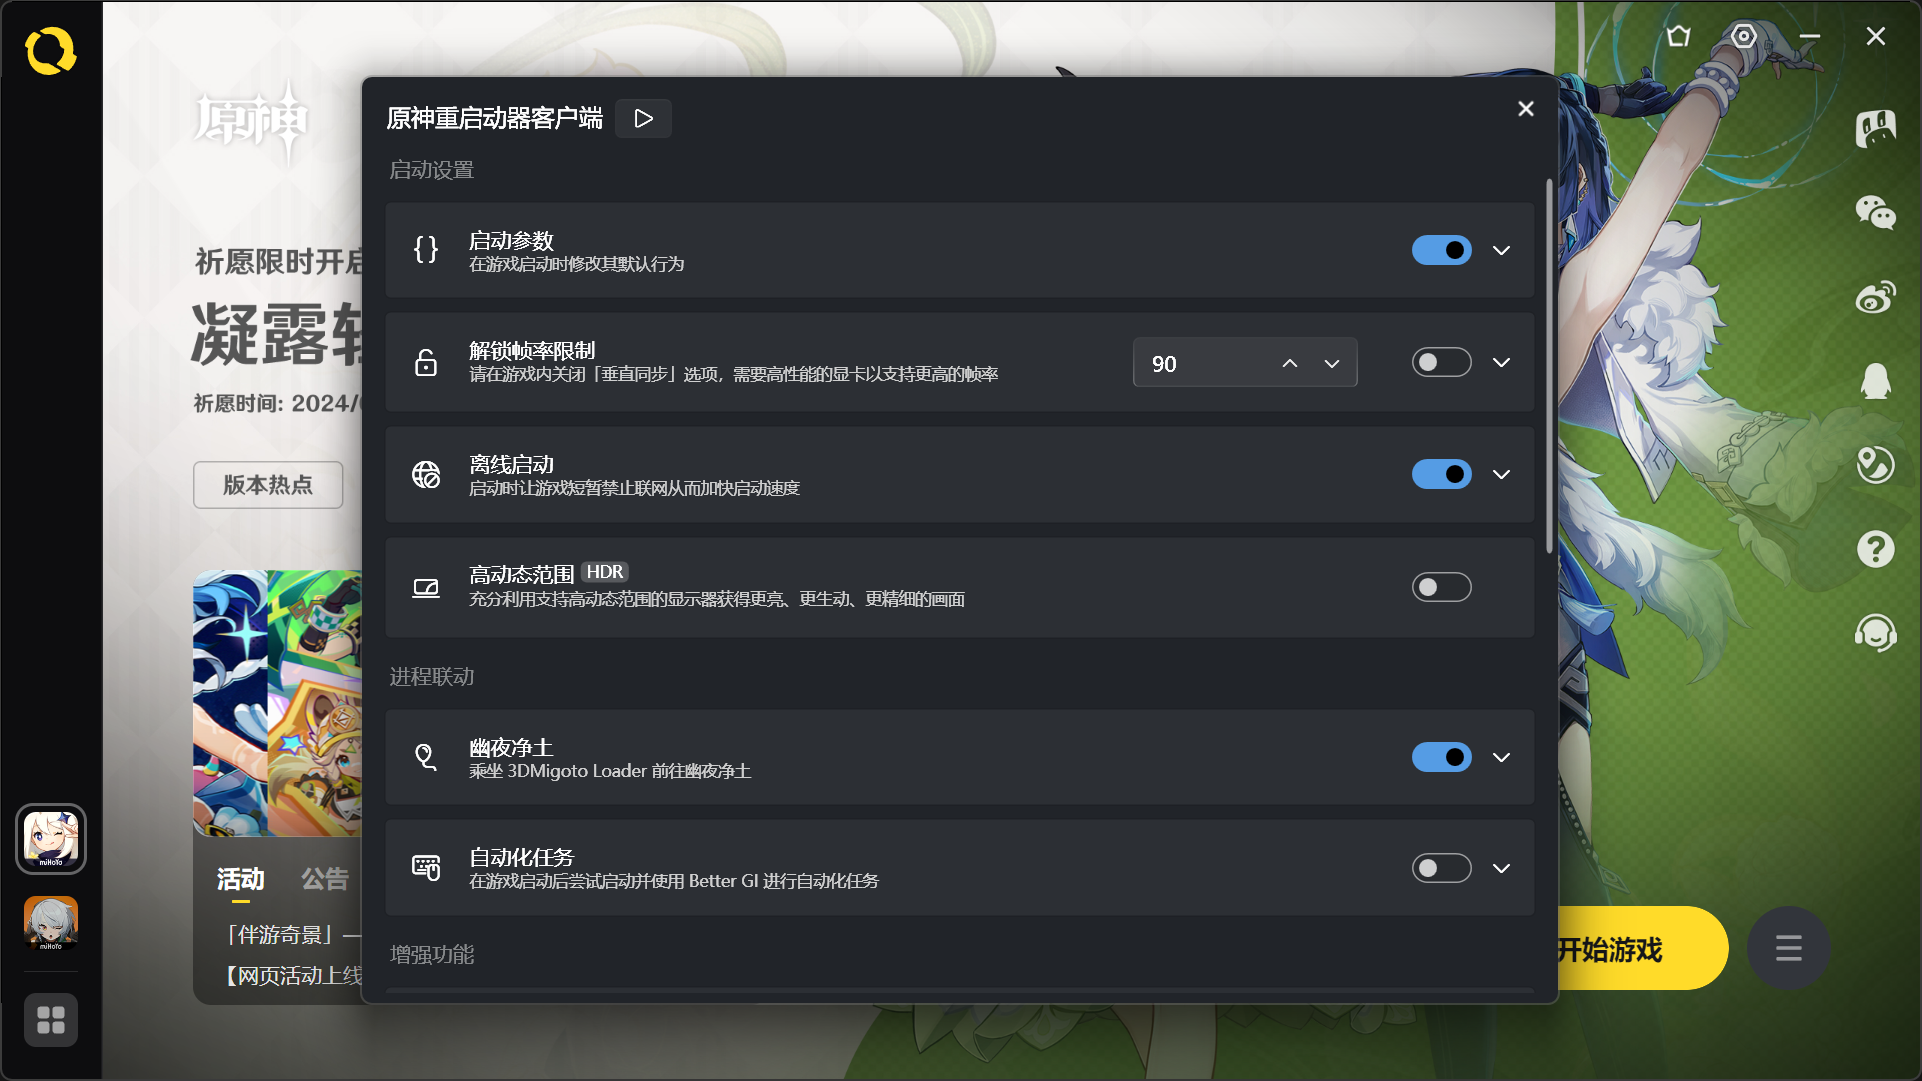 原神
祈愿限时开启
凝露
祈愿时间: 2024/
版本热点
活动
公告
「伴游奇景」—
【网页活动上线
miHoYo
miHoYo
原神重启动器客户端
启动设置
{ }
启动参数
在游戏启动时修改其默认行为
解锁帧率限制
请在游戏内关闭「垂直同步」选项，需要高性能的显卡以支持更高的帧率
90
离线启动
启动时让游戏短暂禁止联网从而加快启动速度
高动态范围 HDR
充分利用支持高动态范围的显示器获得更亮、更生动、更精细的画面
进程联动
幽夜净土
乘坐 3DMigoto Loader 前往幽夜净土
自动化任务
在游戏启动后尝试启动并使用 Better GI 进行自动化任务
增强功能
开始游戏